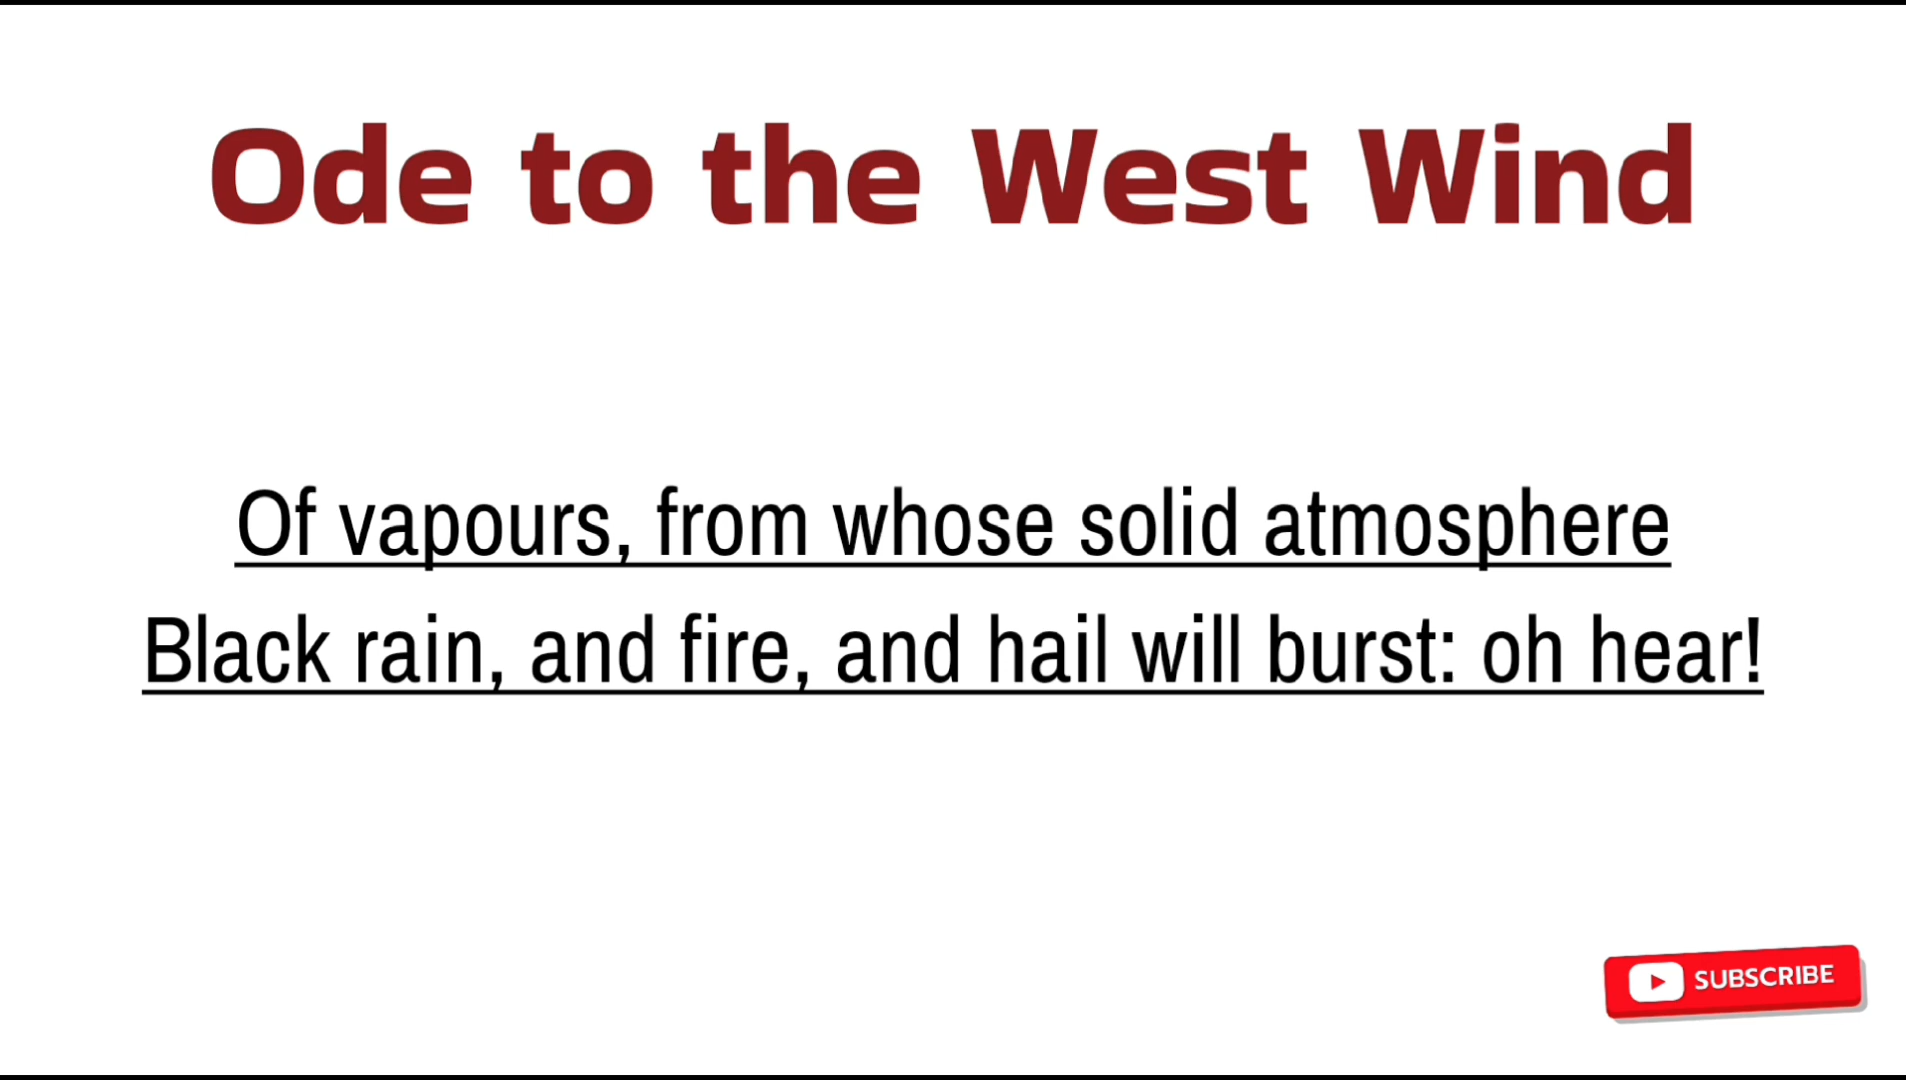 Ode to the West Wind
Of vapours, from whose solid atmosphere
Black rain, and fire, and hail will burst: oh hear!
SUBSCRIBE